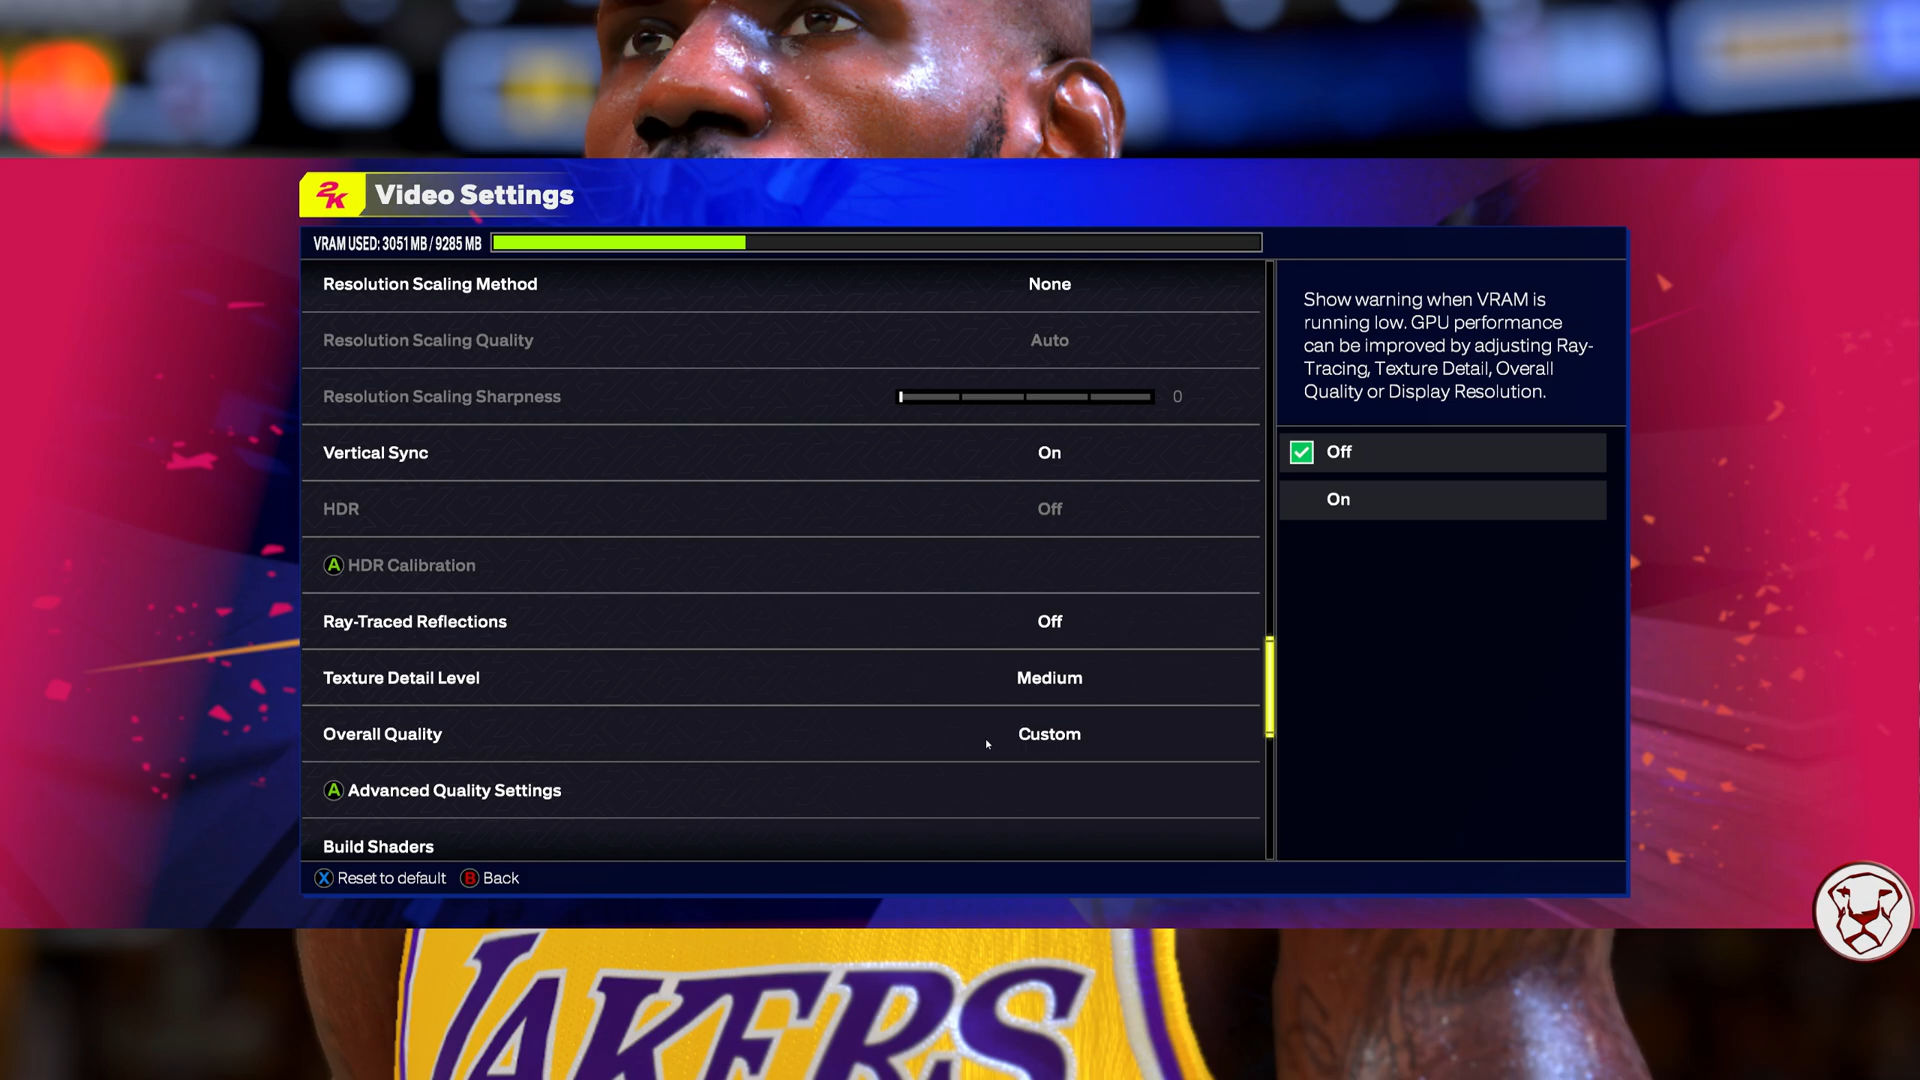 2K Video Settings
VRAM USED: 3051 MB / 9285 MB
Resolution Scaling Method None
Resolution Scaling Quality Auto
Resolution Scaling Sharpness 0
Vertical Sync On
HDR Off
A HDR Calibration
Ray-Traced Reflections Off
Texture Detail Level Medium
Overall Quality Custom
A Advanced Quality Settings
Build Shaders
X Reset to default B Back
Show warning when VRAM is
running low. GPU performance
can be improved by adjusting Ray-
Tracing, Texture Detail, Overall
Quality or Display Resolution.
Off
On
LAKERS